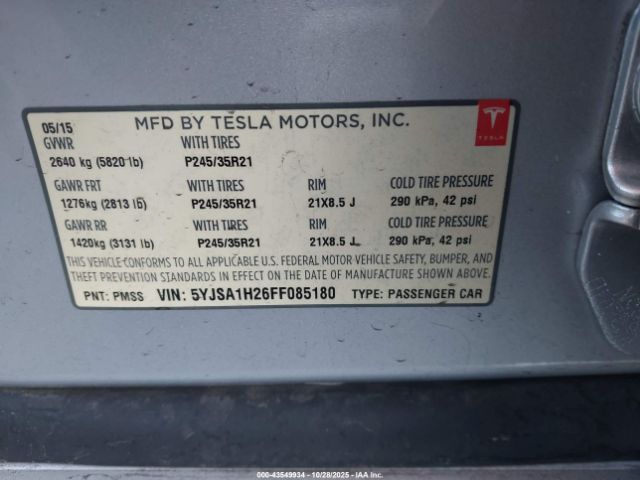 05/15 MFD BY TESLA MOTORS, INC.
TESLA
GVWR WITH TIRES
2640 kg (5820 lb) P245/35R21
GAWR FRT WITH TIRES RIM COLD TIRE PRESSURE
1276kg (2813 lb) P245/35R21 21X8.5 J 290 kPa, 42 psi
GAWR RR WITH TIRES RIM COLD TIRE PRESSURE
1420kg (3131 lb) P245/35R21 21X8.5 J 290 kPa, 42 psi
THIS VEHICLE CONFORMS TO ALL APPLICABLE U.S. FEDERAL MOTOR VEHICLE SAFETY, BUMPER, AND
THEFT PREVENTION STANDARDS IN EFFECT ON THE DATE OF MANUFACTURE SHOWN ABOVE.
PNT: PMSS VIN: 5YJSA1H26FF085180 TYPE: PASSENGER CAR
000-43549934 - 10/28/2025 - IAA Inc.